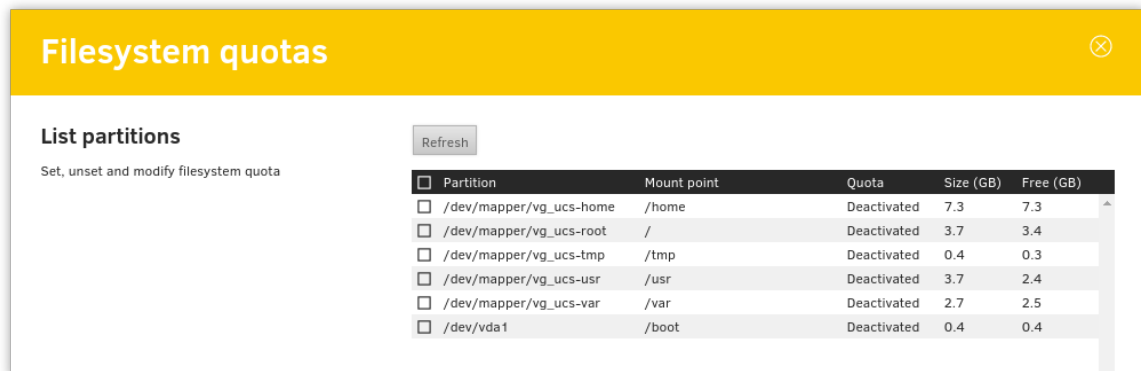 Filesystem quotas
List partitions
Set, unset and modify filesystem quota
Refresh
Partition Mount point Quota Size (GB) Free (GB)
/dev/mapper/vg_ucs-home /home Deactivated 7.3 7.3
/dev/mapper/vg_ucs-root / Deactivated 3.7 3.4
/dev/mapper/vg_ucs-tmp /tmp Deactivated 0.4 0.3
/dev/mapper/vg_ucs-usr /usr Deactivated 3.7 2.4
/dev/mapper/vg_ucs-var /var Deactivated 2.7 2.5
/dev/vda1 /boot Deactivated 0.4 0.4